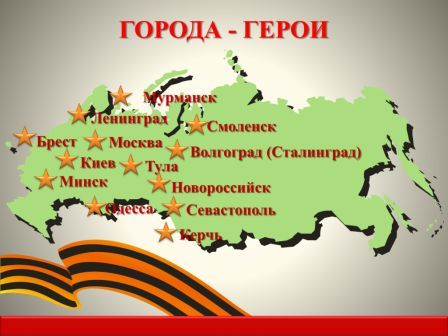 ГОРОДА - ГЕРОИ
Мурманск
Ленинград
Смоленск
Брест
Москва
Волгоград (Сталинград)
Киев
Тула
Минск
Новороссийск
Одесса
Севастополь
Керчь